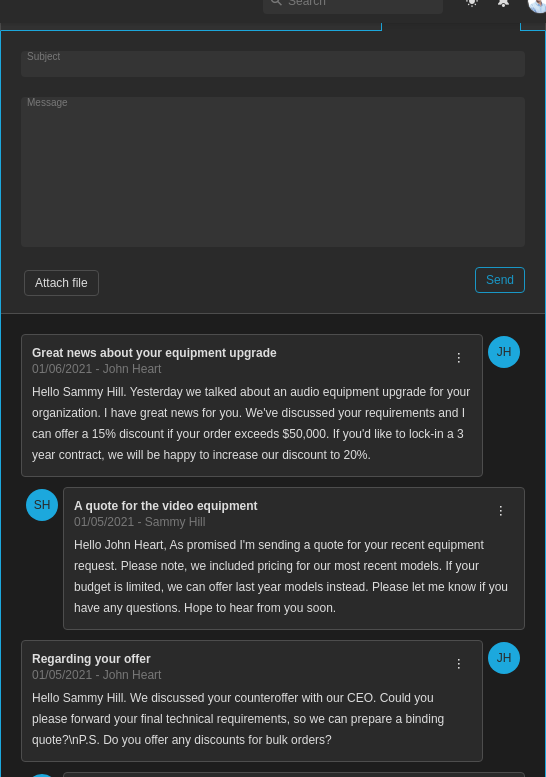 Search
Subject
Message
Attach file
Send
Great news about your equipment upgrade
01/06/2021 - John Heart
JH
Hello Sammy Hill. Yesterday we talked about an audio equipment upgrade for your
organization. I have great news for you. We've discussed your requirements and I
can offer a 15% discount if your order exceeds $50,000. If you'd like to lock-in a 3
year contract, we will be happy to increase our discount to 20%.
SH
A quote for the video equipment
01/05/2021 - Sammy Hill
Hello John Heart, As promised I'm sending a quote for your recent equipment
request. Please note, we included pricing for our most recent models. If your
budget is limited, we can offer last year models instead. Please let me know if you
have any questions. Hope to hear from you soon.
Regarding your offer
01/05/2021 - John Heart
JH
Hello Sammy Hill. We discussed your counteroffer with our CEO. Could you
please forward your final technical requirements, so we can prepare a binding
quote?\nP.S. Do you offer any discounts for bulk orders?